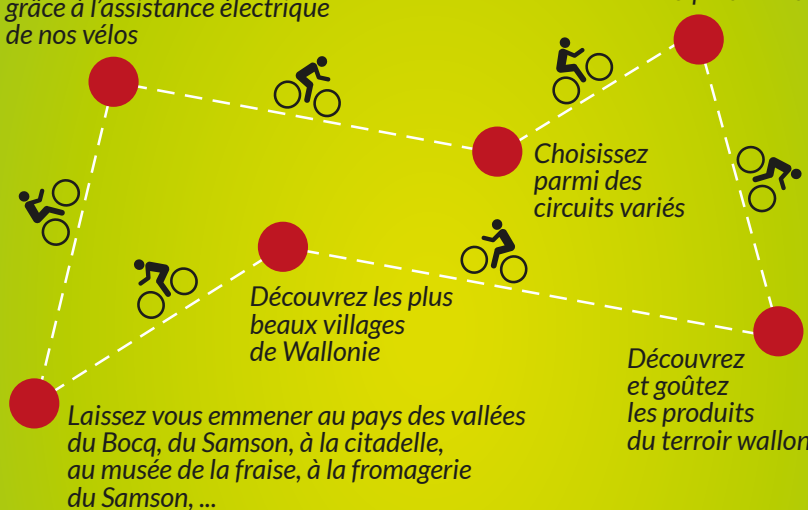 grâce à l'assistance électrique
de nos vélos
Choisissez
parmi des
circuits variés
Découvrez les plus
beaux villages
de Wallonie
Découvrez
et goûtez
les produits
du terroir wallon
Laissez vous emmener au pays des vallées
du Bocq, du Samson, à la citadelle,
au musée de la fraise, à la fromagerie
du Samson, ...